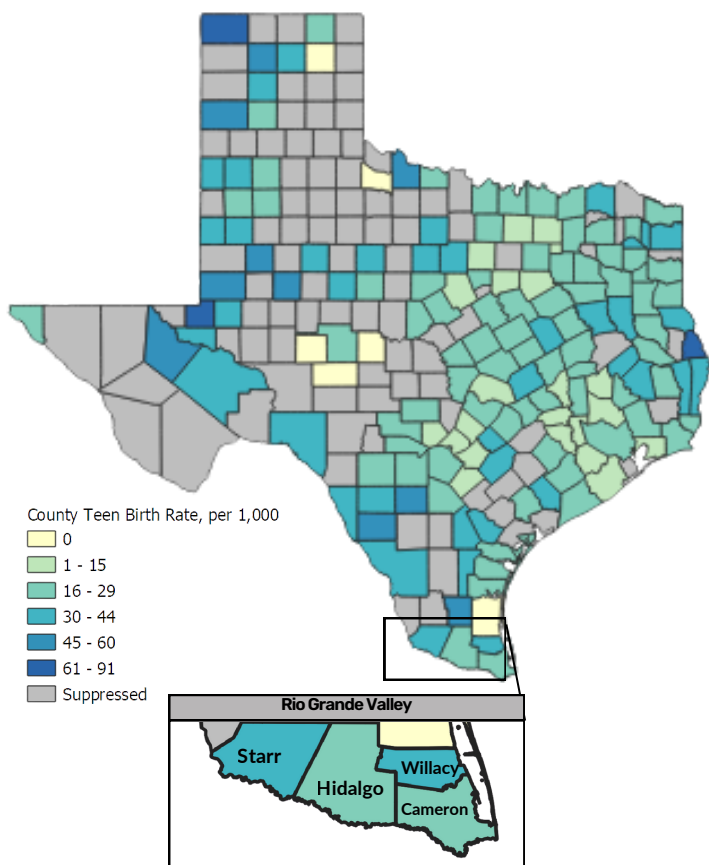 County Teen Birth Rate, per 1,000
0
1 - 15
16 - 29
30 - 44
45 - 60
61 - 91
Suppressed
Rio Grande Valley
Starr
Willacy
Hidalgo
Cameron